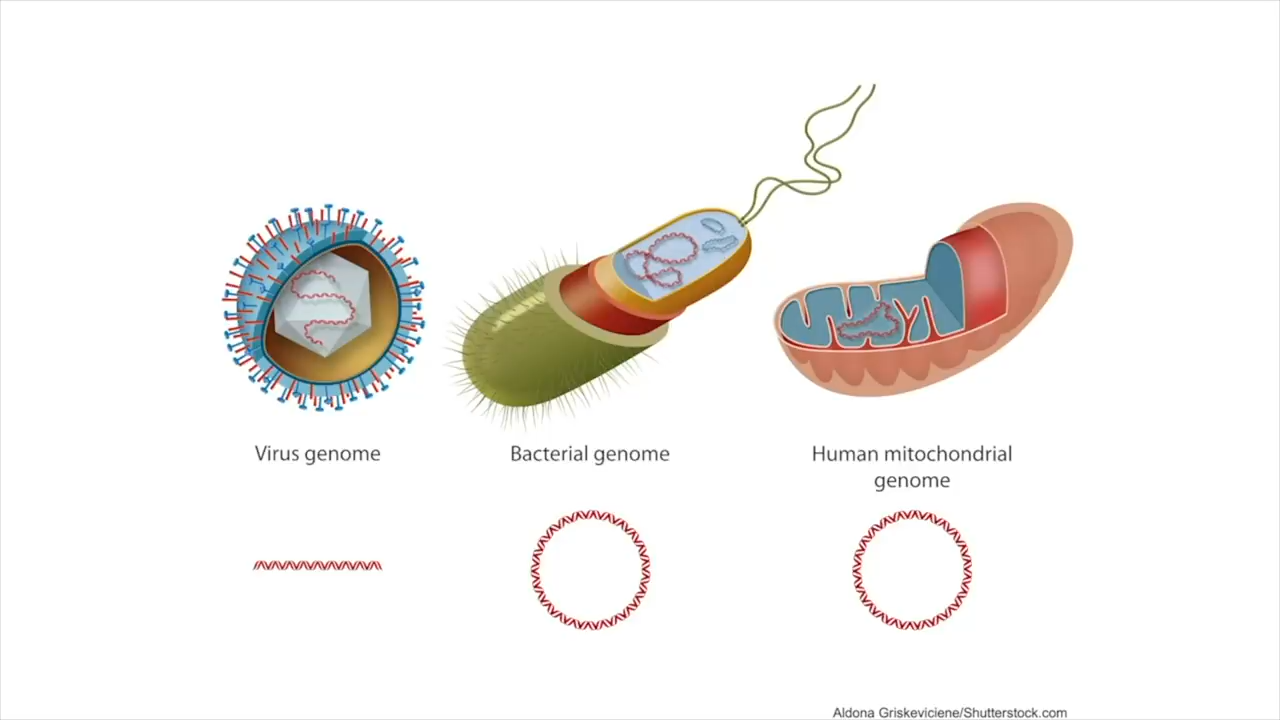 Virus genome
Bacterial genome
Human mitochondrial
genome
Aldona Griskeviciene/Shutterstock.com